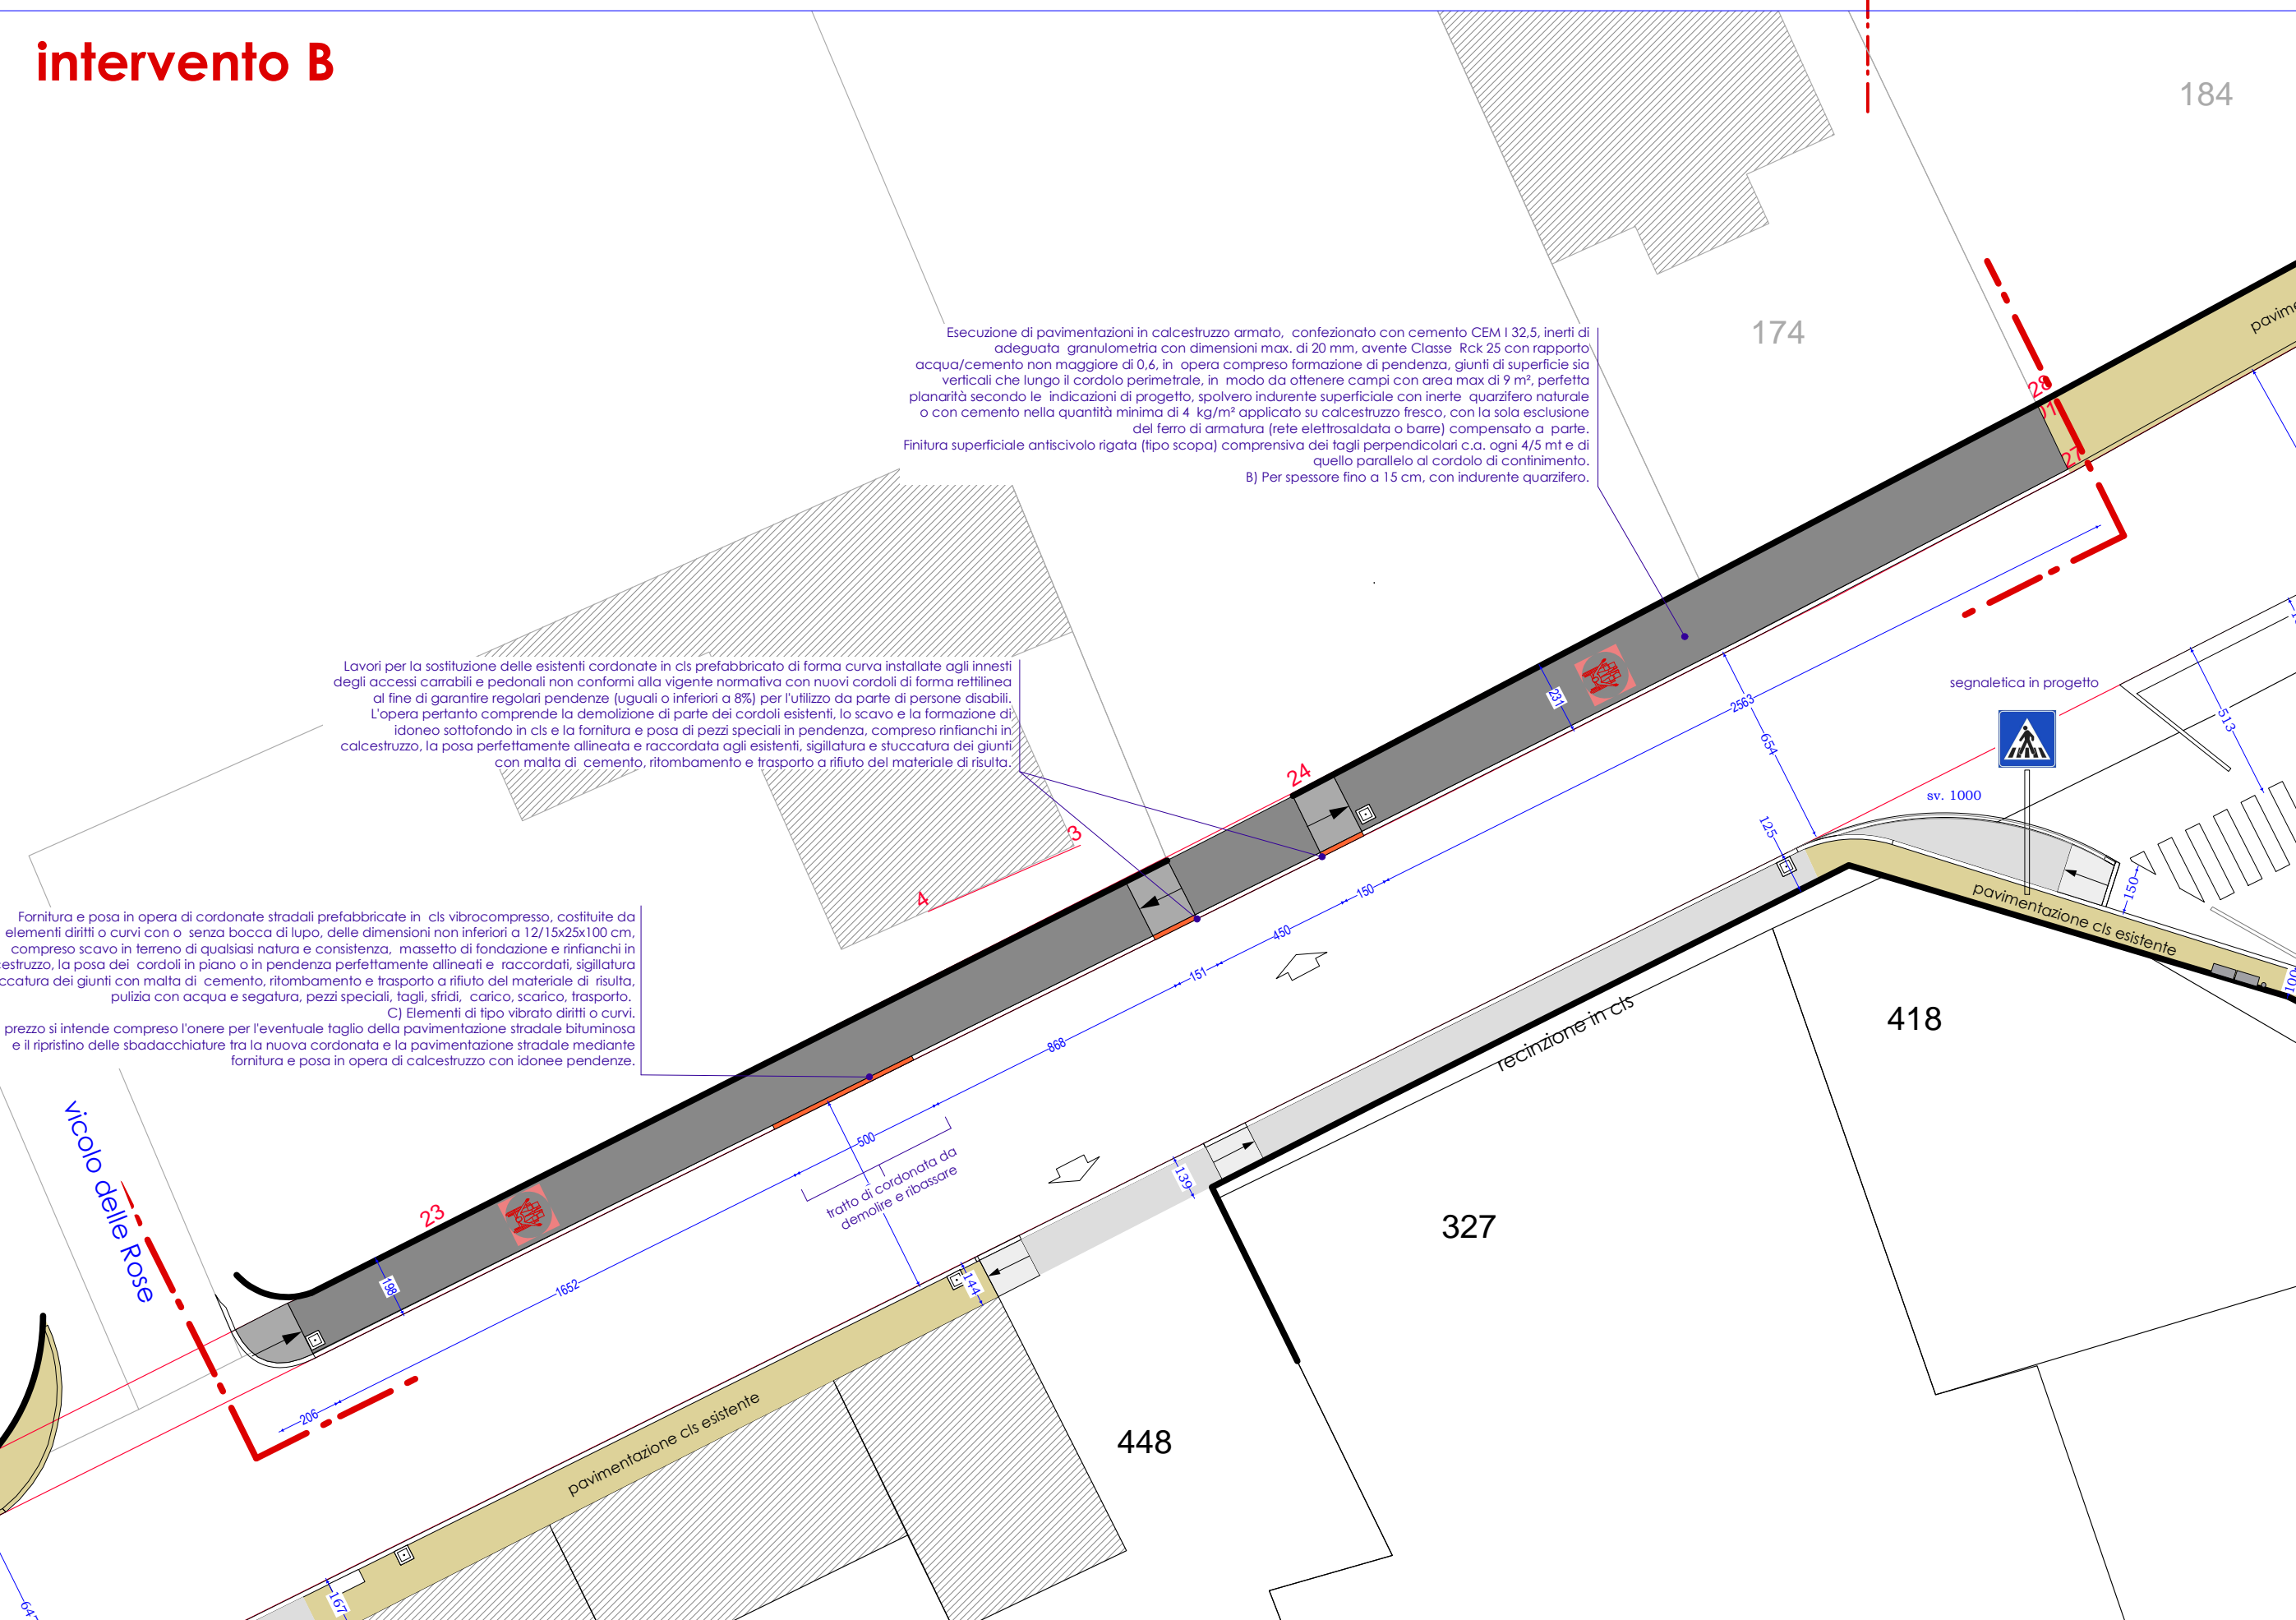 intervento B
184
174
pavime
Esecuzione di pavimentazioni in calcestruzzo armato, confezionato con cemento CEM I 32,5, inerti di
adeguata granulometria con dimensioni max. di 20 mm, avente Classe Rck 25 con rapporto
acqua/cemento non maggiore di 0,6, in opera compreso formazione di pendenza, giunti di superficie sia
verticali che lungo il cordolo perimetrale, in modo da ottenere campi con area max di 9 m², perfetta
planarità secondo le indicazioni di progetto, spolvero indurente superficiale con inerte quarzifero naturale
o con cemento nella quantità minima di 4 kg/m² applicato su calcestruzzo fresco, con la sola esclusione
del ferro di armatura (rete elettrosaldata o barre) compensato a parte.
Finitura superficiale antiscivolo rigata (tipo scopa) comprensiva dei tagli perpendicolari c.a. ogni 4/5 mt e di
quello parallelo al cordolo di continimento.
B) Per spessore fino a 15 cm, con indurente quarzifero.
28
27
Lavori per la sostituzione delle esistenti cordonate in cls prefabbricato di forma curva installate agli innesti
degli accessi carrabili e pedonali non conformi alla vigente normativa con nuovi cordoli di forma rettilinea
al fine di garantire regolari pendenze (uguali o inferiori a 8%) per l'utilizzo da parte di persone disabili.
L'opera pertanto comprende la demolizione di parte dei cordoli esistenti, lo scavo e la formazione di
idoneo sottofondo in cls e la fornitura e posa di pezzi speciali in pendenza, compreso rinfianchi in
calcestruzzo, la posa perfettamente allineata e raccordata agli esistenti, sigillatura e stuccatura dei giunti
con malta di cemento, ritombamento e trasporto a rifiuto del materiale di risulta.
segnaletica in progetto
231
2563
654
513
24
sv. 1000
125
3
4
150
150
450
151
868
pavimentazione cls esistente
100
Fornitura e posa in opera di cordonate stradali prefabbricate in cls vibrocompresso, costituite da
elementi diritti o curvi con o senza bocca di lupo, delle dimensioni non inferiori a 12/15x25x100 cm,
compreso scavo in terreno di qualsiasi natura e consistenza, massetto di fondazione e rinfianchi in
estruzzo, la posa dei cordoli in piano o in pendenza perfettamente allineati e raccordati, sigillatura
ccatura dei giunti con malta di cemento, ritombamento e trasporto a rifiuto del materiale di risulta,
pulizia con acqua e segatura, pezzi speciali, tagli, sfridi, carico, scarico, trasporto.
C) Elementi di tipo vibrato diritti o curvi.
prezzo si intende compreso l'onere per l'eventuale taglio della pavimentazione stradale bituminosa
e il ripristino delle sbadacchiature tra la nuova cordonata e la pavimentazione stradale mediante
fornitura e posa in opera di calcestruzzo con idonee pendenze.
recinzione in cls
418
vicolo delle Rose
500
tratto di cordonata da
demolire e ribassare
139
23
327
198
1652
144
206
pavimentazione cls esistente
448
167